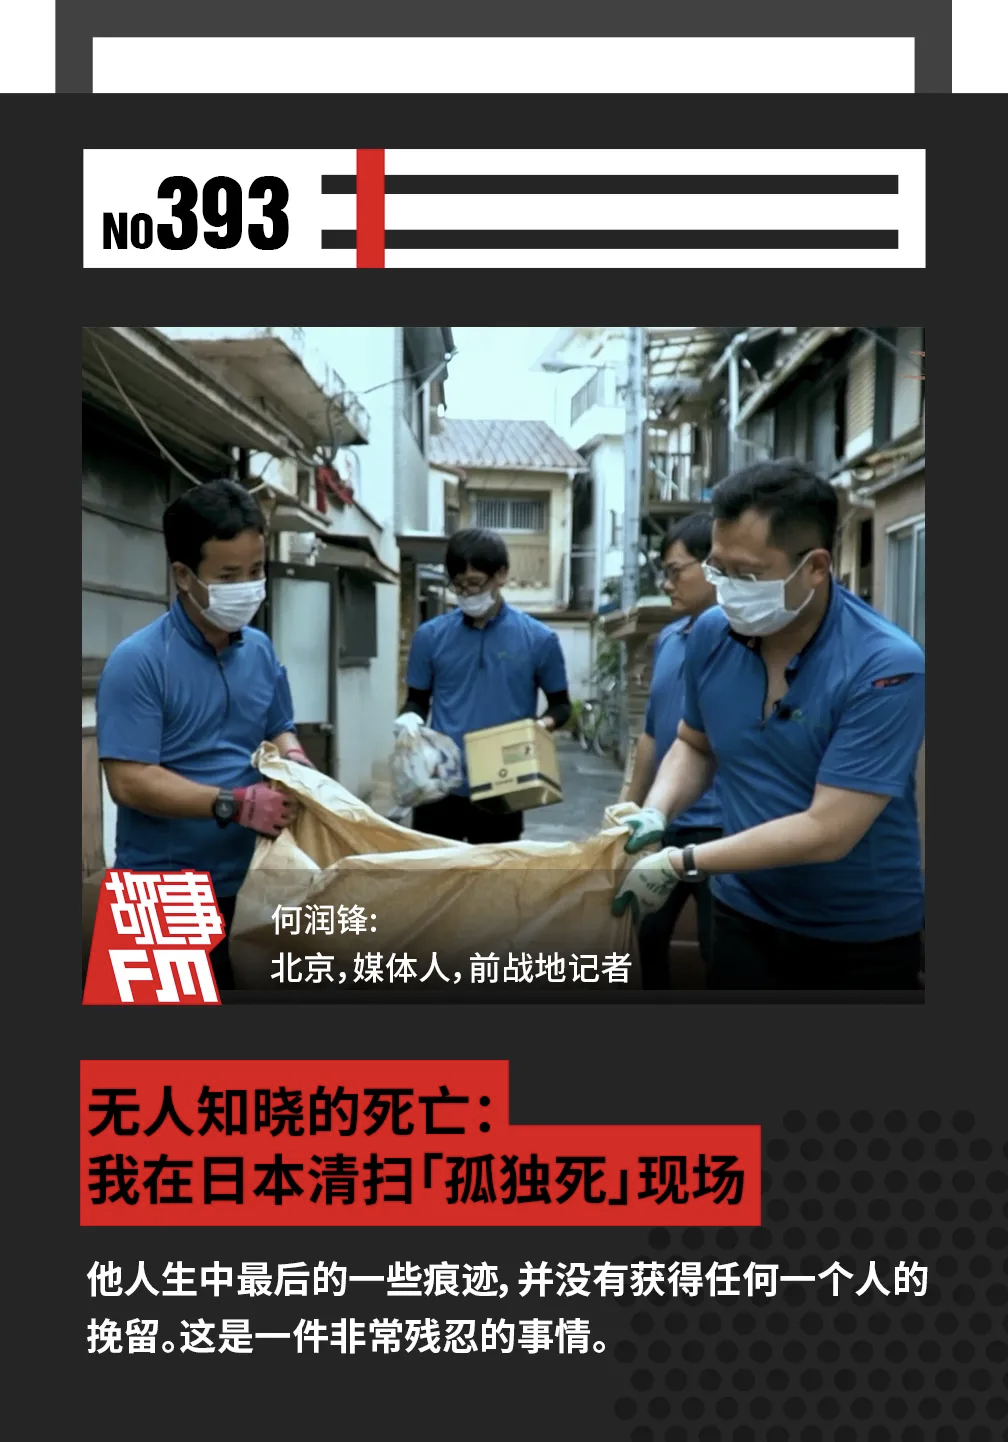 NO393
故事
FM
何润锋:
北京,媒体人,前战地记者
无人知晓的死亡:
我在日本清扫「孤独死」现场
他人生中最后的一些痕迹,并没有获得任何一个人的
挽留。这是一件非常残忍的事情。